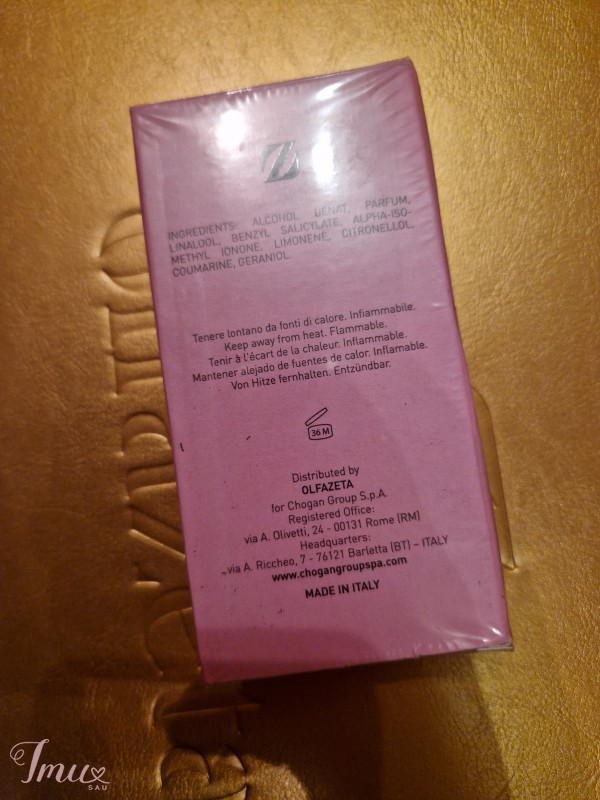 Z
INGREDIENTS: ALCOHOL DENAT, PARFUM,
LINALOOL, BENZYL SALICYLATE, ALPHA-ISO-
METHYL IONONE, LIMONENE, CITRONELLOL,
COUMARINE, GERANIOL.
Tenere lontano da fonti di calore. Infiammabile.
Keep away from heat. Flammable.
Tenir à l'écart de la chaleur. Inflammable.
Mantener alejado de fuentes de calor. Inflamable.
Von Hitze fernhalten. Entzündbar.
36 M
Distributed by
OLFAZETA
for Chogan Group S.p.A.
Registered Office:
via A. Olivetti, 24 - 00131 Rome (RM)
Headquarters:
via A. Riccheo, 7 - 76121 Barletta (BT) – ITALY
www.chogangroupspa.com
MADE IN ITALY
Imu
SAU